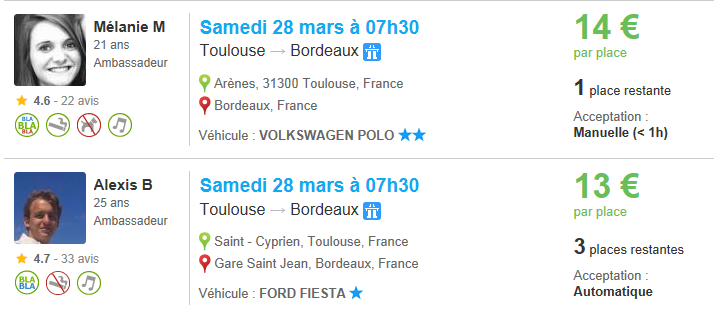 Mélanie M
21 ans
Ambassadeur
4.6 - 22 avis
BLA
BLA
BLA
Samedi 28 mars à 07h30
Toulouse → Bordeaux
Arènes, 31300 Toulouse, France
Bordeaux, France
Véhicule : VOLKSWAGEN POLO
14 €
par place
1 place restante
Acceptation :
Manuelle (< 1h)
Alexis B
25 ans
Ambassadeur
4.7 - 33 avis
BLA
BLA
Samedi 28 mars à 07h30
Toulouse → Bordeaux
Saint - Cyprien, Toulouse, France
Gare Saint Jean, Bordeaux, France
Véhicule : FORD FIESTA
13 €
par place
3 places restantes
Acceptation :
Automatique